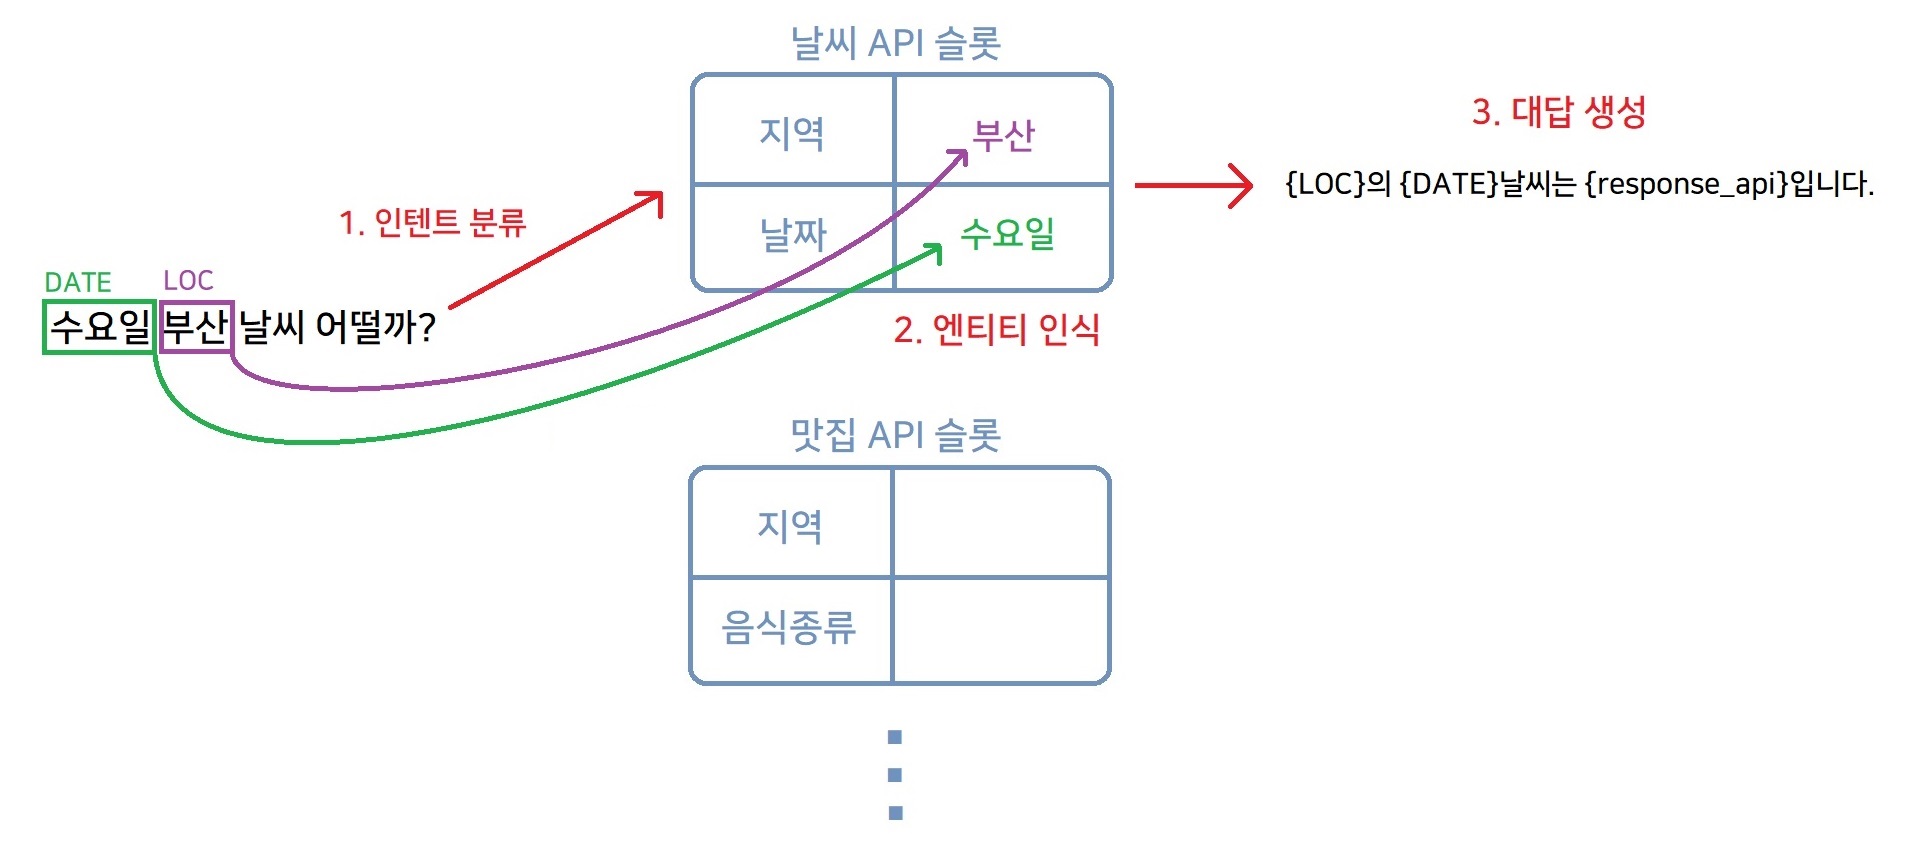 날씨 API 슬롯
지역
부산
날짜
수요일
1. 인텐트 분류
DATE
LOC
수요일 부산 날씨 어떨까?
2. 엔티티 인식
3. 대답 생성
{LOC}의 {DATE}날씨는 {response_api}입니다.
맛집 API 슬롯
지역
음식종류